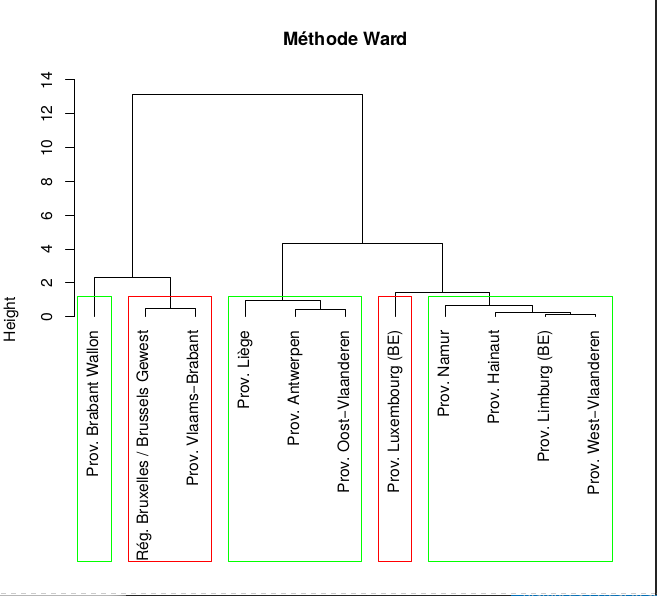 Méthode Ward
14
12
10
8
6
4
2
0
Height
Prov. Brabant Wallon
Rég. Bruxelles / Brussels Gewest
Prov. Vlaams−Brabant
Prov. Liège
Prov. Antwerpen
Prov. Oost−Vlaanderen
Prov. Luxembourg (BE)
Prov. Namur
Prov. Hainaut
Prov. Limburg (BE)
Prov. West−Vlaanderen